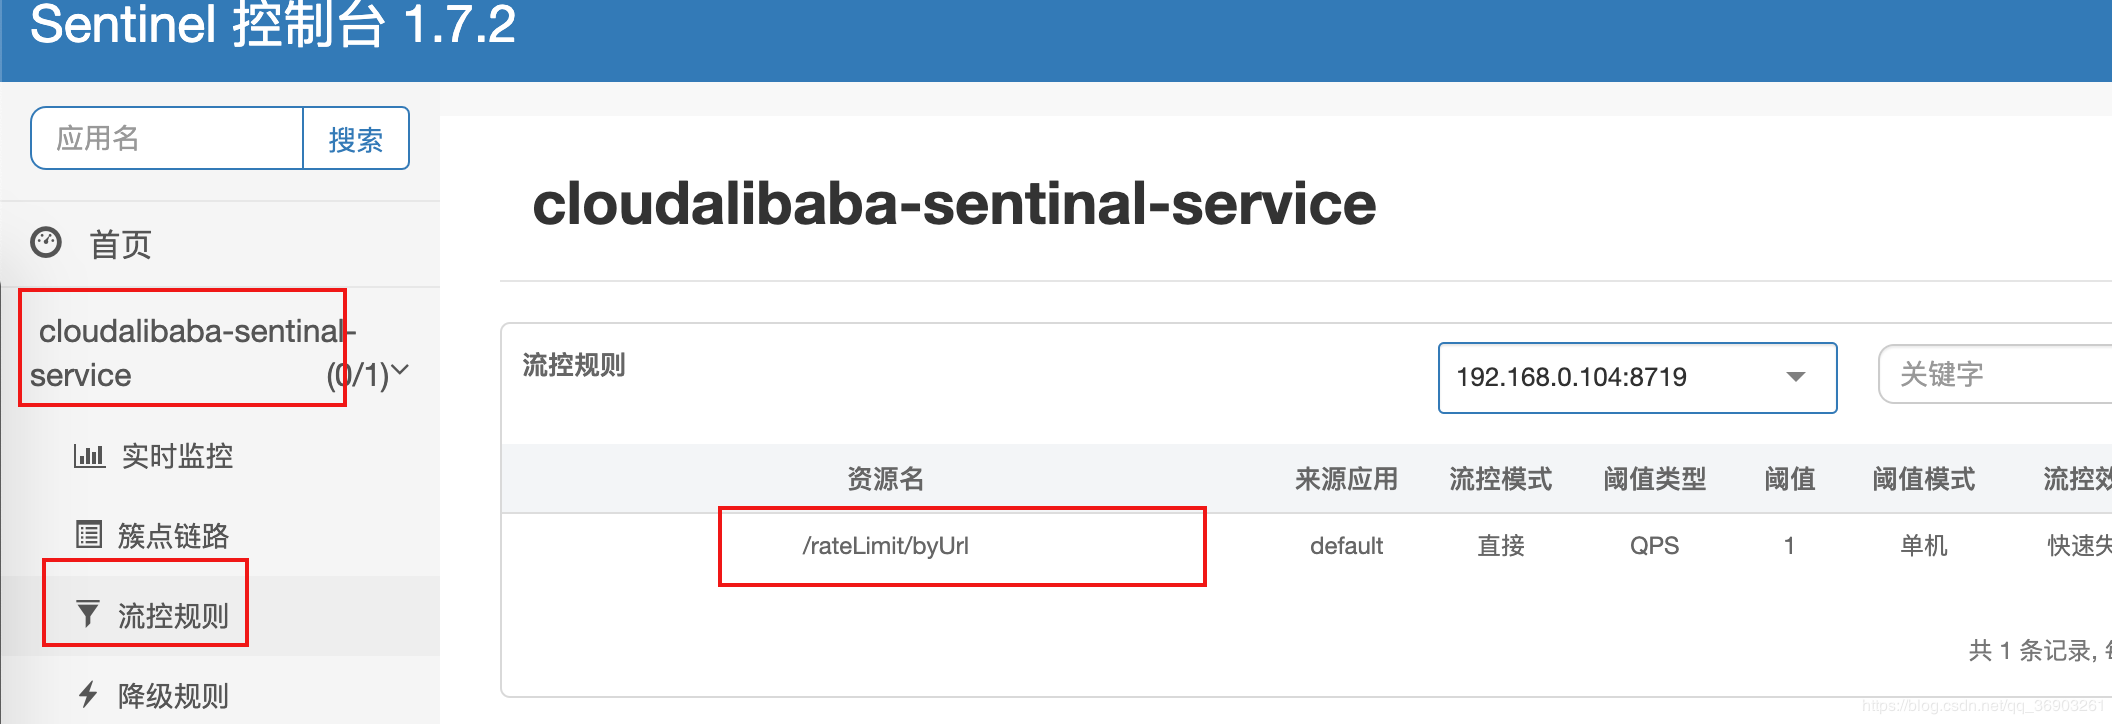 Sentinel 控制台 1.7.2
应用名
搜索
首页
cloudalibaba-sentinal-
service (0/1)
实时监控
簇点链路
流控规则
降级规则
cloudalibaba-sentinal-service
流控规则
192.168.0.104:8719
关键字
资源名 来源应用 流控模式 阈值类型 阈值 阈值模式 流控效
/rateLimit/byUrl default 直接 QPS 1 单机 快速失
共 1 条记录,
https://blog.csdn.net/qq_36903261